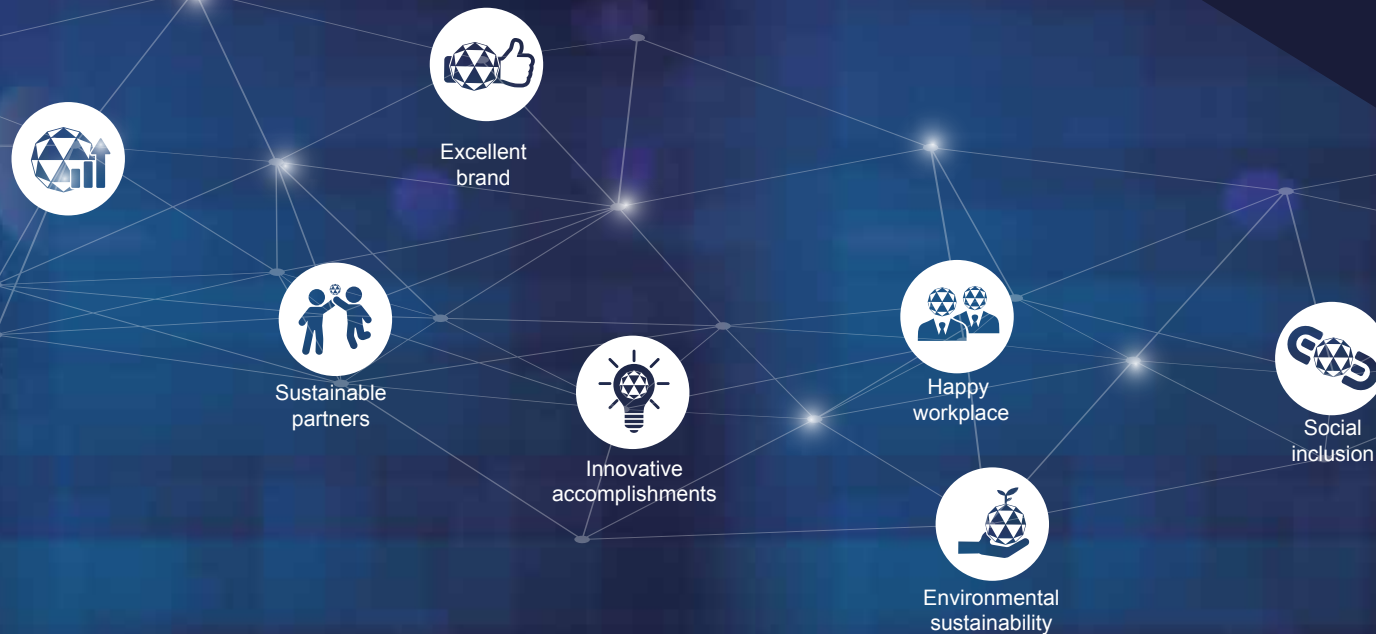 Excellent
brand
Sustainable
partners
Innovative
accomplishments
Happy
workplace
Social
inclusion
Environmental
sustainability